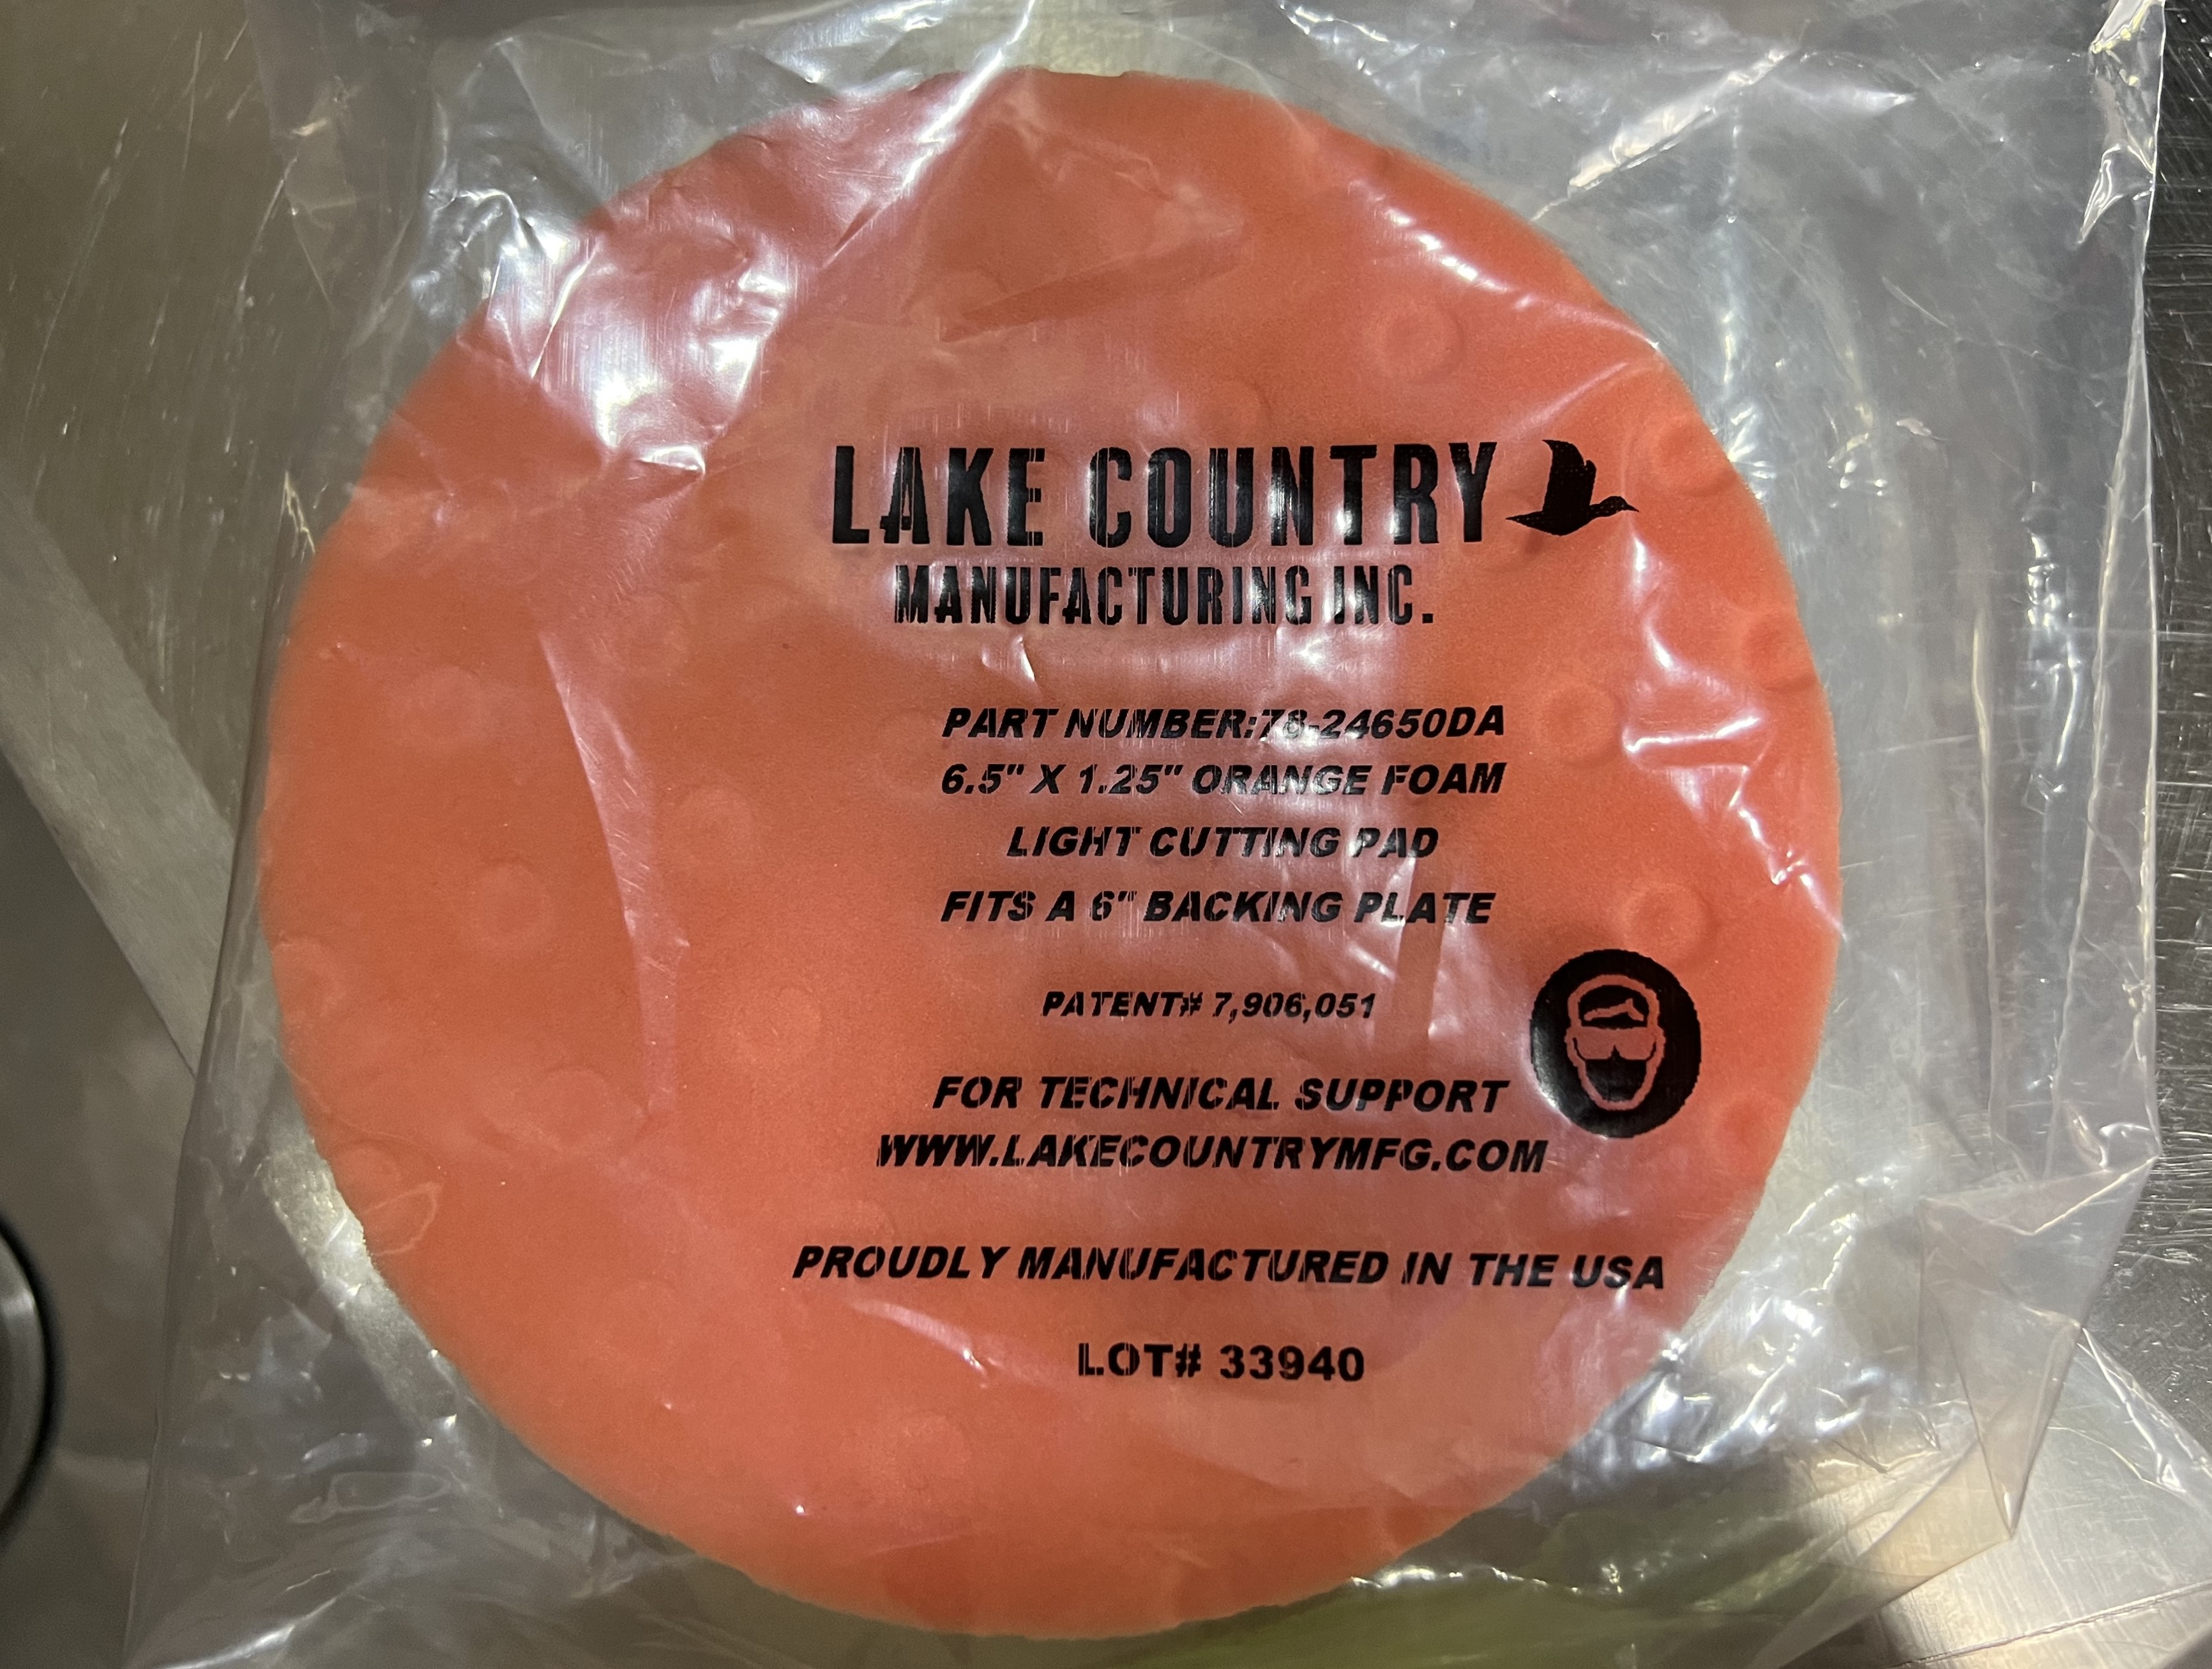 LAKE COUNTRY
MANUFACTURING INC.
PART NUMBER:78-24650DA
6.5" X 1.25" ORANGE FOAM
LIGHT CUTTING PAD
FITS A 6" BACKING PLATE
PATENT# 7,906,051
FOR TECHNICAL SUPPORT
WWW.LAKECOUNTRYMFG.COM
PROUDLY MANUFACTURED IN THE USA
LOT# 33940